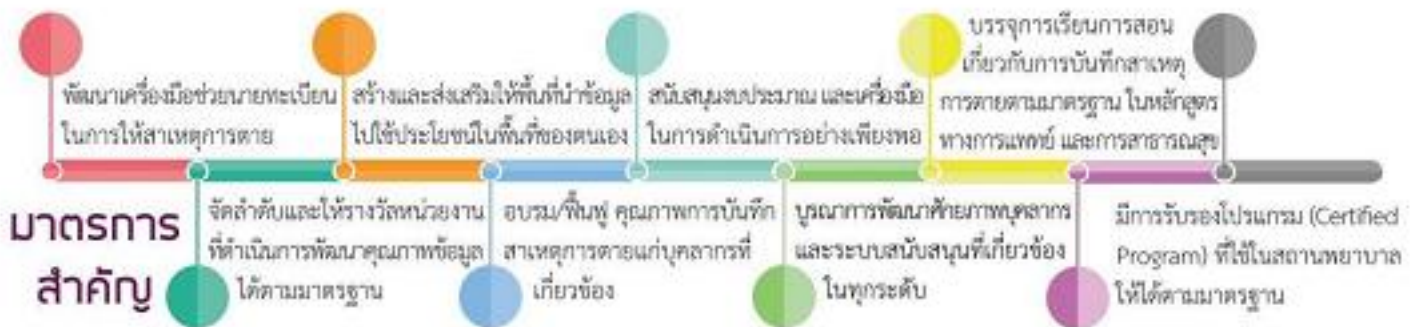 พัฒนาเครื่องมือช่วยนายทะเบียน
ในการให้สาเหตุการตาย
สร้างและส่งเสริมให้พื้นที่นำข้อมูล
ไปใช้ประโยชน์ในพื้นที่ของตนเอง
สนับสนุนงบประมาณ และเครื่องมือ
ในการดำเนินการอย่างเพียงพอ
บรรจุการเรียนการสอน
เกี่ยวกับการบันทึกสาเหตุ
การตายตามมาตรฐาน ในหลักสูตร
ทางการแพทย์ และการสาธารณสุข
มาตรการ
สำคัญ
จัดลำดับและให้รางวัลหน่วยงาน
ที่ดำเนินการพัฒนาคุณภาพข้อมูล
ได้ตามมาตรฐาน
อบรม/ฟื้นฟู คุณภาพการบันทึก
สาเหตุการตายแก่บุคลากรที่
เกี่ยวข้อง
บูรณาการพัฒนาศักยภาพบุคลากร
และระบบสนับสนุนที่เกี่ยวข้อง
ในทุกระดับ
มีการรับรองโปรแกรม (Certified
Program) ที่ใช้ในสถานพยาบาล
ให้ได้ตามมาตรฐาน